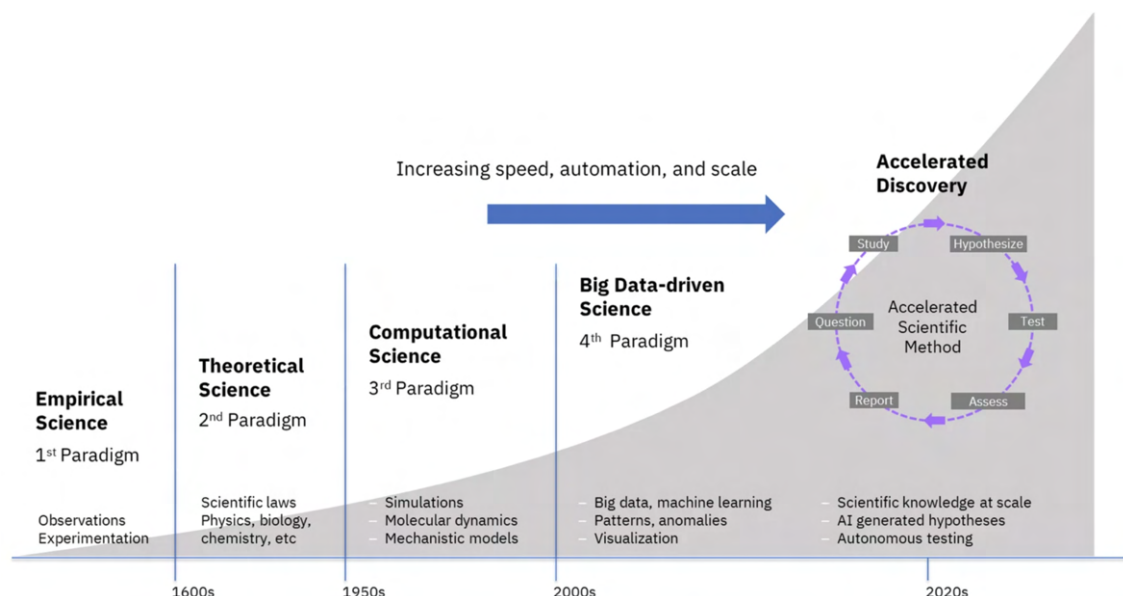 Increasing speed, automation, and scale
Empirical
Science
1st Paradigm
Observations
Experimentation
Theoretical
Science
2nd Paradigm
Scientific laws
Physics, biology,
chemistry, etc
Computational
Science
3rd Paradigm
– Simulations
– Molecular dynamics
– Mechanistic models
Big Data-driven
Science
4th Paradigm
– Big data, machine learning
– Patterns, anomalies
– Visualization
Accelerated
Discovery
Study
Hypothesize
Question
Test
Report
Assess
Accelerated
Scientific
Method
– Scientific knowledge at scale
– AI generated hypotheses
– Autonomous testing
1600s
1950s
2000s
2020s